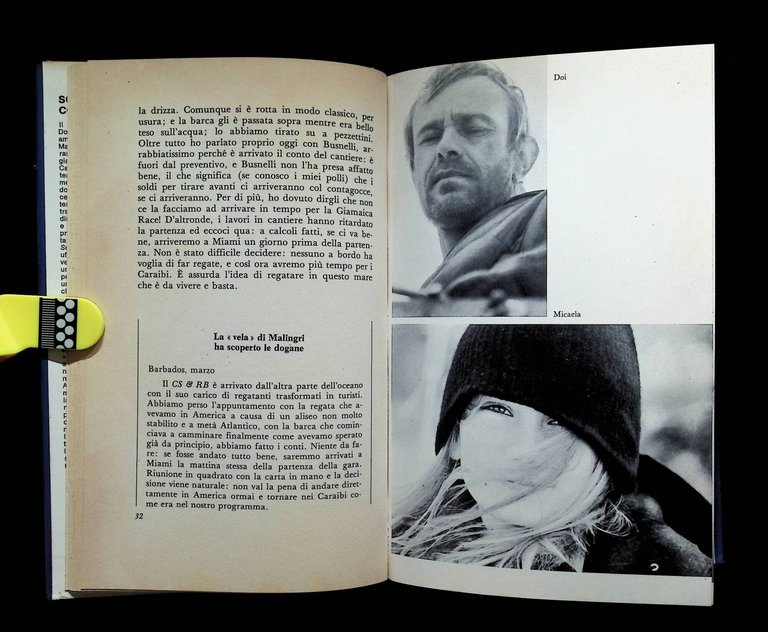 la drizza. Comunque si è rotta in modo classico, per
usura; e la barca gli è passata sopra mentre era bello
teso sull'acqua; lo abbiamo tirato su a pezzettini.
Oltre tutto ho parlato proprio oggi con Busnelli, ar-
rabbiatissimo perché è arrivato il conto del cantiere: è
fuori dal preventivo, e Busnelli non l'ha presa affatto
bene, il che significa (se conosco i miei polli) che i
soldi per tirare avanti ci arriveranno col contagocce,
se ci arriveranno. Per di più, ho dovuto dirgli che non
ce la facciamo ad arrivare in tempo per la Giamaica
Race! D'altronde, i lavori in cantiere hanno ritardato
la partenza ed eccoci qua: a calcoli fatti, se ci va be-
ne, arriveremo a Miami un giorno prima della parten-
za. Non è stato difficile decidere: nessuno a bordo ha
voglia di far regate, e così ora avremo più tempo per i
Caraibi. È assurda l'idea di regatare in questo mare
che è da vivere e basta.
La «vela» di Malingri
ha scoperto le dogane
Barbados, marzo
Il CS & RB è arrivato dall'altra parte dell'oceano
con il suo carico di regatanti trasformati in turisti.
Abbiamo perso l'appuntamento con la regata che a-
vevamo in America a causa di un aliseo non molto
stabilito e a metà Atlantico, con la barca che comin-
ciava a camminare finalmente come avevamo sperato
già da principio, abbiamo fatto i conti. Niente da fa-
re: se fosse andato tutto bene, saremmo arrivati a
Miami la mattina stessa della partenza della gara.
Riunione in quadrato con la carta in mano e la deci-
sione viene naturale: non val la pena di andare diret-
tamente in America ormai e tornare nei Caraibi co-
me era nel nostro programma.
32
Doi
Micaela